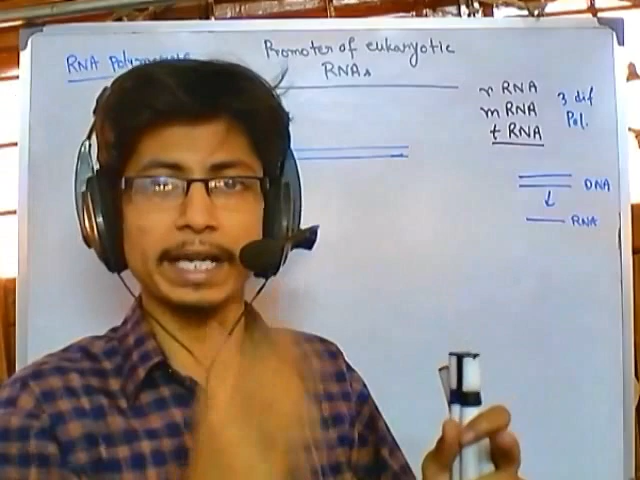 RNA Polymerase
Promoter of eukaryotic
RNAs
r RNA
m RNA
t RNA
3 dif
Pol.
DNA
RNA